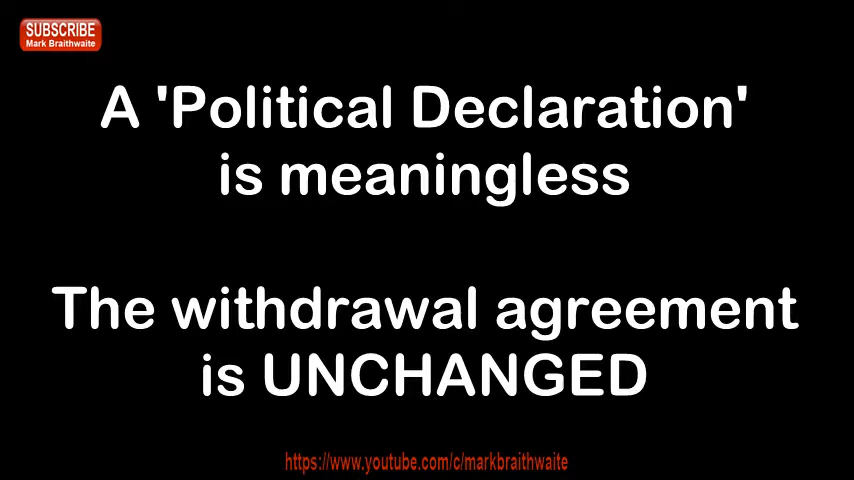 SUBSCRIBE
Mark Braithwaite
A 'Political Declaration'
is meaningless
The withdrawal agreement
is UNCHANGED
https://www.youtube.com/c/markbraithwaite